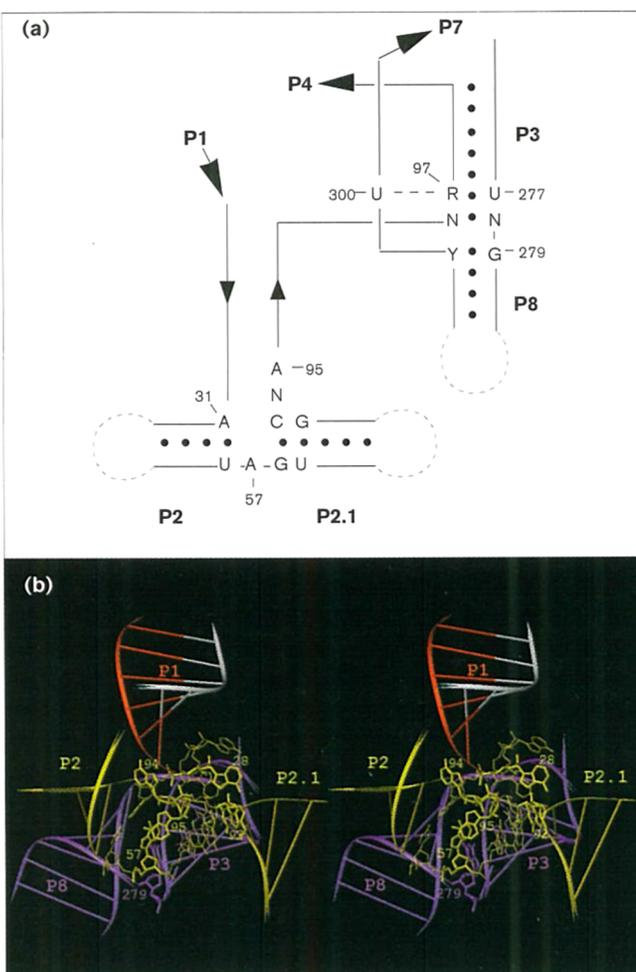 (a)
P7
P4
P3
P1
97
300 U R U 277
N N
Y G 279
P8
A 95
31 N
A C G
U A G U
57
P2 P2.1
(b)
P1 P1
P2 94 28 P2.1 P2 94 28 P2.1
95 92 95 92
57 P3 57 P3
P8 P8
279 279